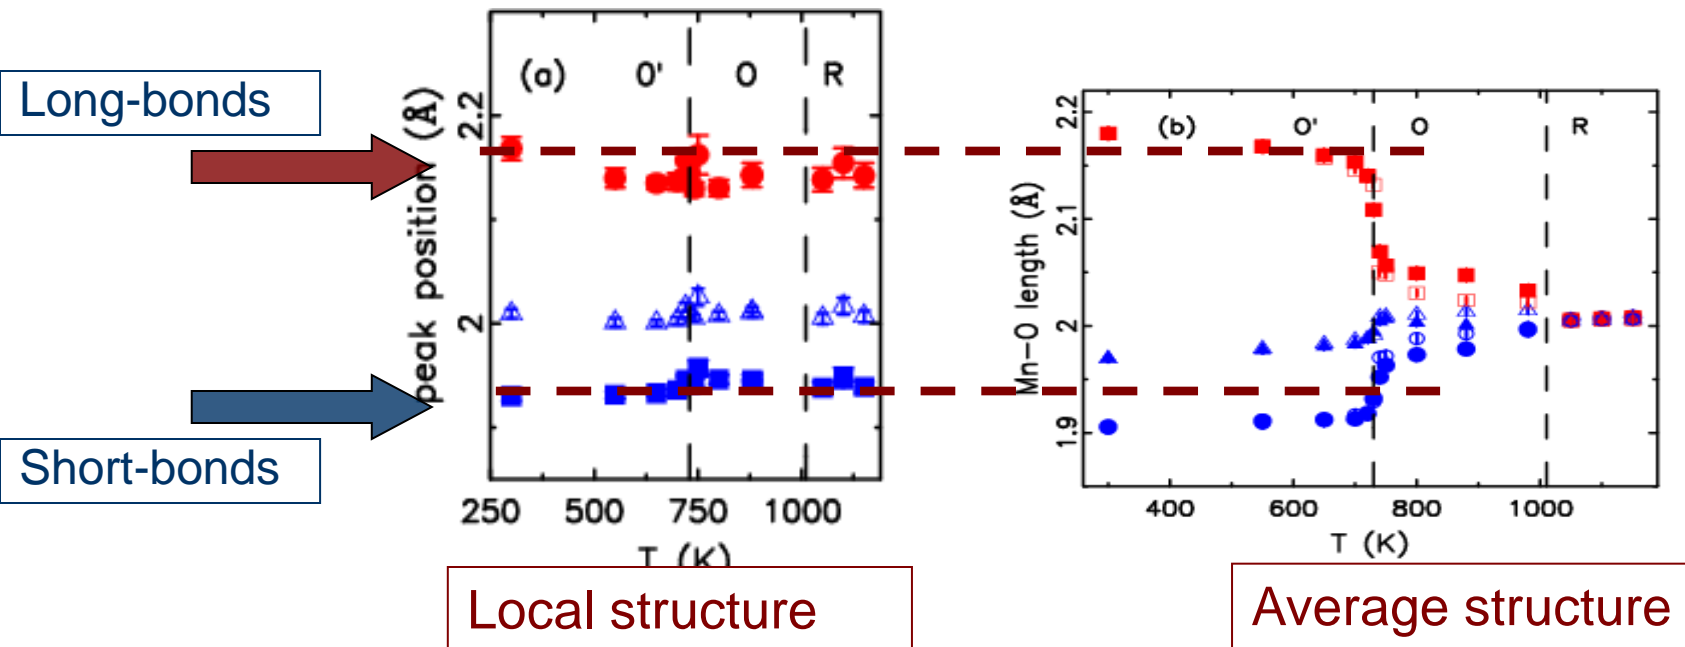 Long-bonds
Short-bonds
(a) O' O R
peak position (Å)
2.2
2
250 500 750 1000
T (K)
Local structure
(b) O' O R
Mn-O length (Å)
2.2
2.1
2
1.9
400 600 800 1000
T (K)
Average structure